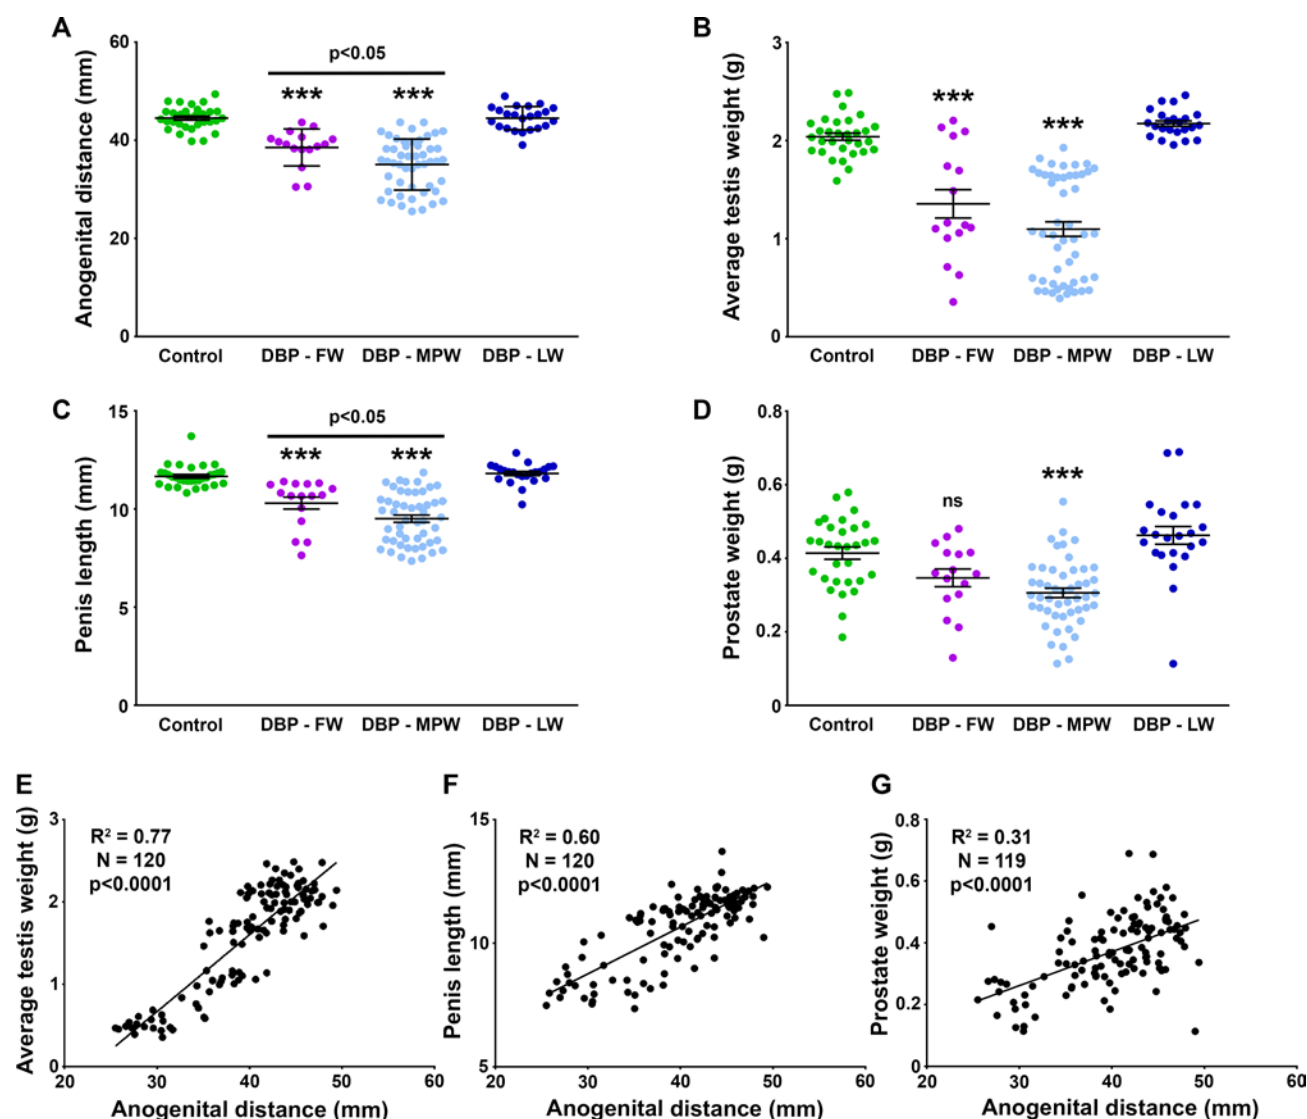 A
Anogenital distance (mm)
60
40
20
0
p<0.05
***
***
Control
DBP - FW
DBP - MPW
DBP - LW
B
Average testis weight (g)
3
2
1
0
***
***
Control
DBP - FW
DBP - MPW
DBP - LW
C
Penis length (mm)
15
10
5
0
p<0.05
***
***
Control
DBP - FW
DBP - MPW
DBP - LW
D
Prostate weight (g)
0.8
0.6
0.4
0.2
0
ns
***
Control
DBP - FW
DBP - MPW
DBP - LW
E
Average testis weight (g)
3
2
1
0
R² = 0.77
N = 120
p<0.0001
20
30
40
50
60
Anogenital distance (mm)
F
Penis length (mm)
15
10
5
R² = 0.60
N = 120
p<0.0001
20
30
40
50
60
Anogenital distance (mm)
G
Prostate weight (g)
0.8
0.6
0.4
0.2
0
R² = 0.31
N = 119
p<0.0001
20
30
40
50
60
Anogenital distance (mm)